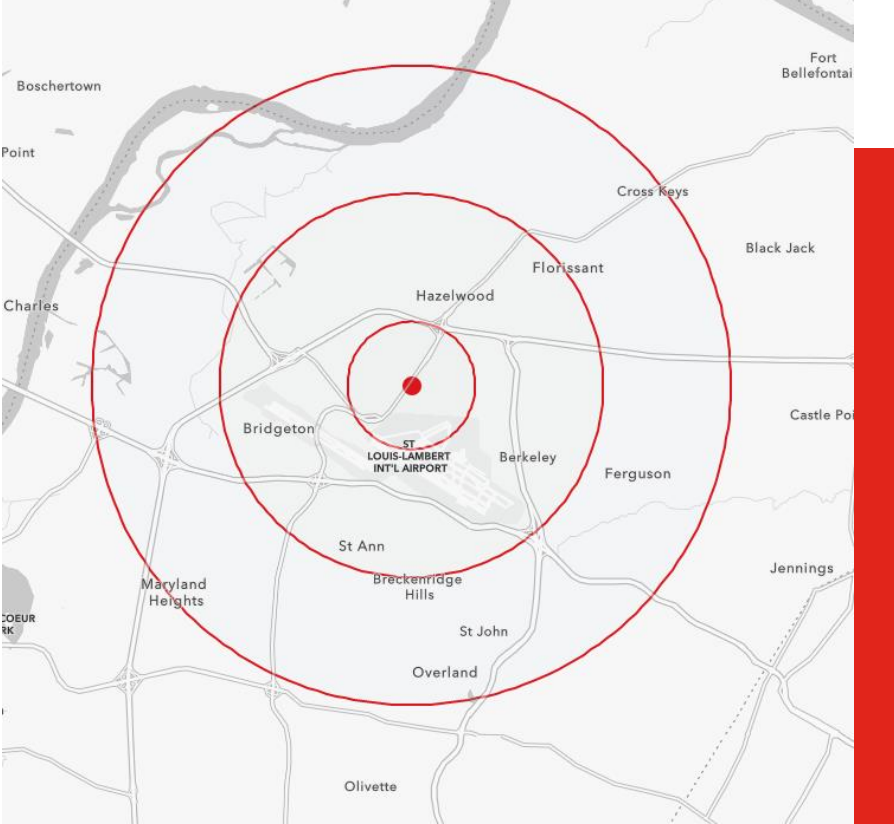 Fort
Bellefontai
Boschertown
Point
Cross Keys
Black Jack
Florissant
Hazelwood
Charles
Castle Poi
Bridgeton
ST
LOUIS-LAMBERT
INT'L AIRPORT
Berkeley
Ferguson
St Ann
Jennings
Breckenridge
Hills
Maryland
Heights
COEUR
RK
St John
Overland
Olivette